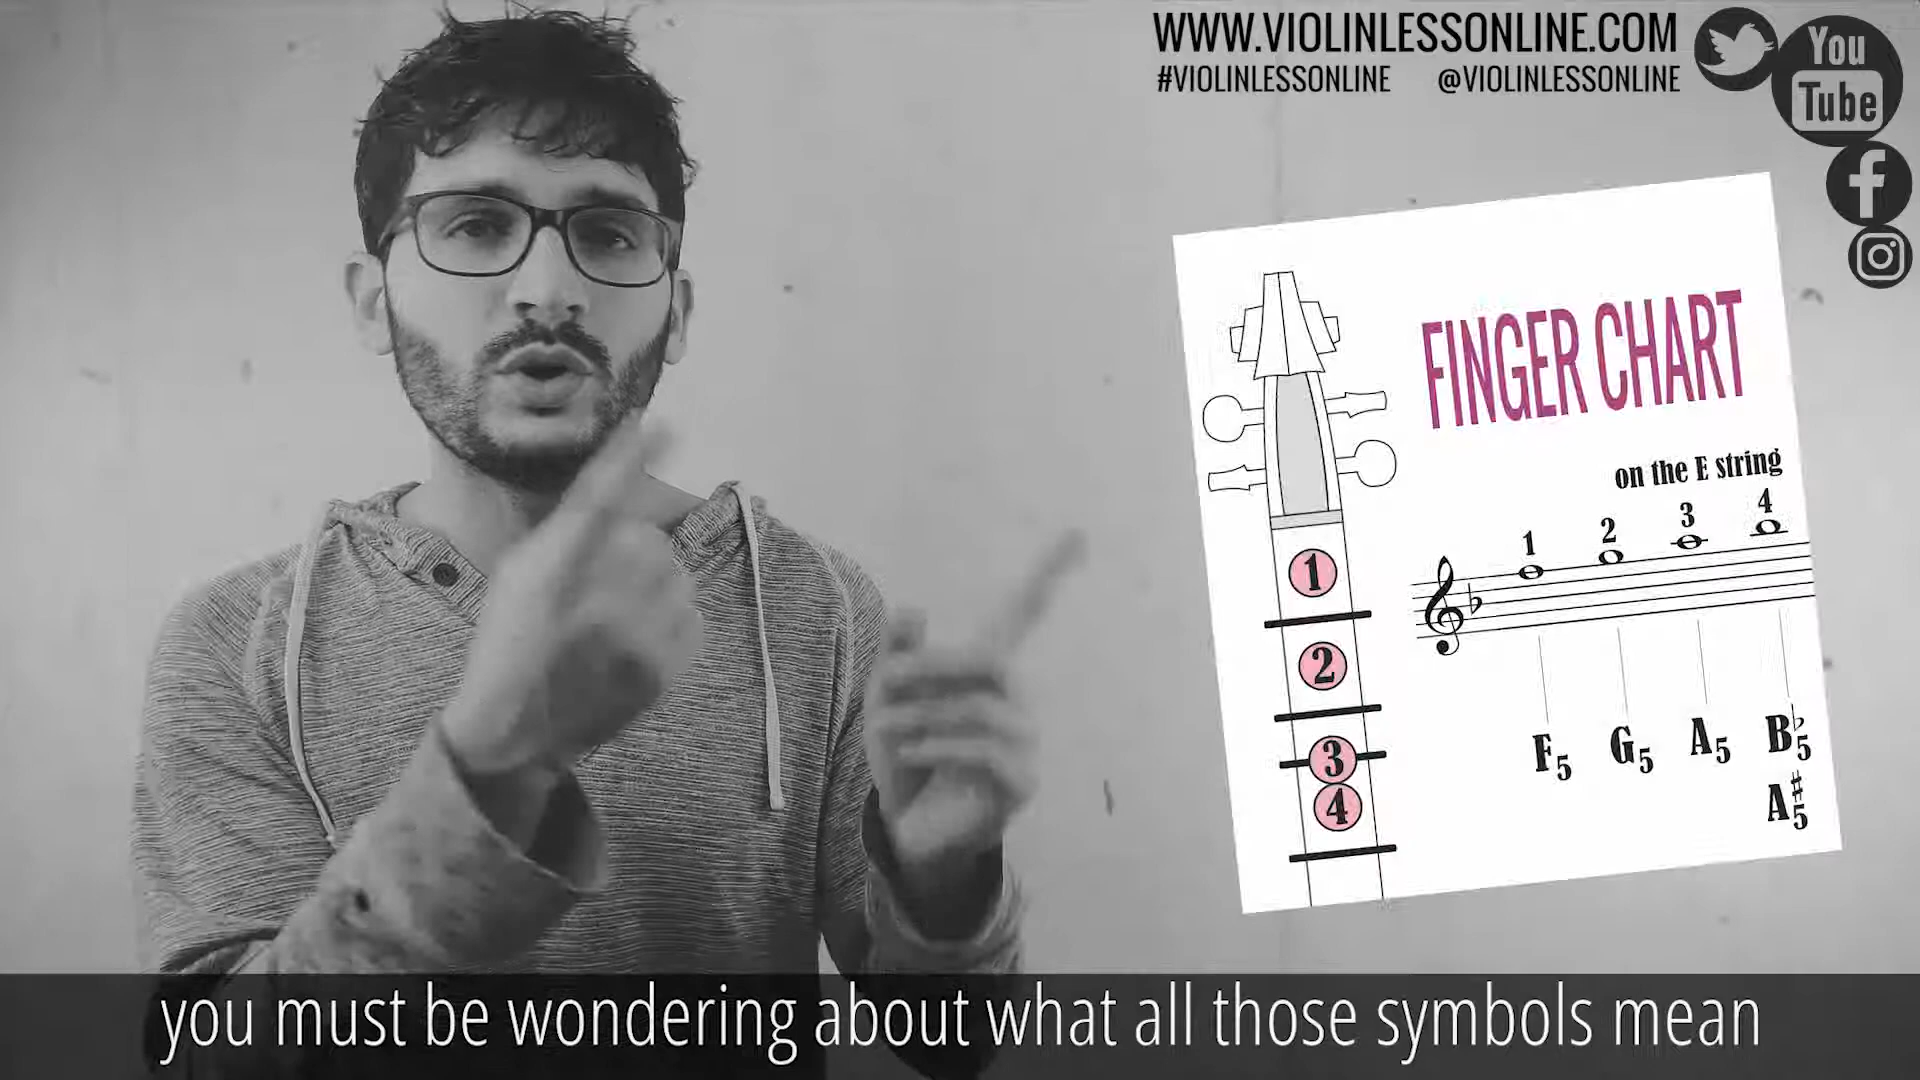 WWW.VIOLINLESSONLINE.COM
#VIOLINLESSONLINE @VIOLINLESSONLINE
You
Tube
f
FINGER CHART
on the E string
1 2 3 4
1
2
3
4
F5 G5 A5 B♭5
A♯5
you must be wondering about what all those symbols mean